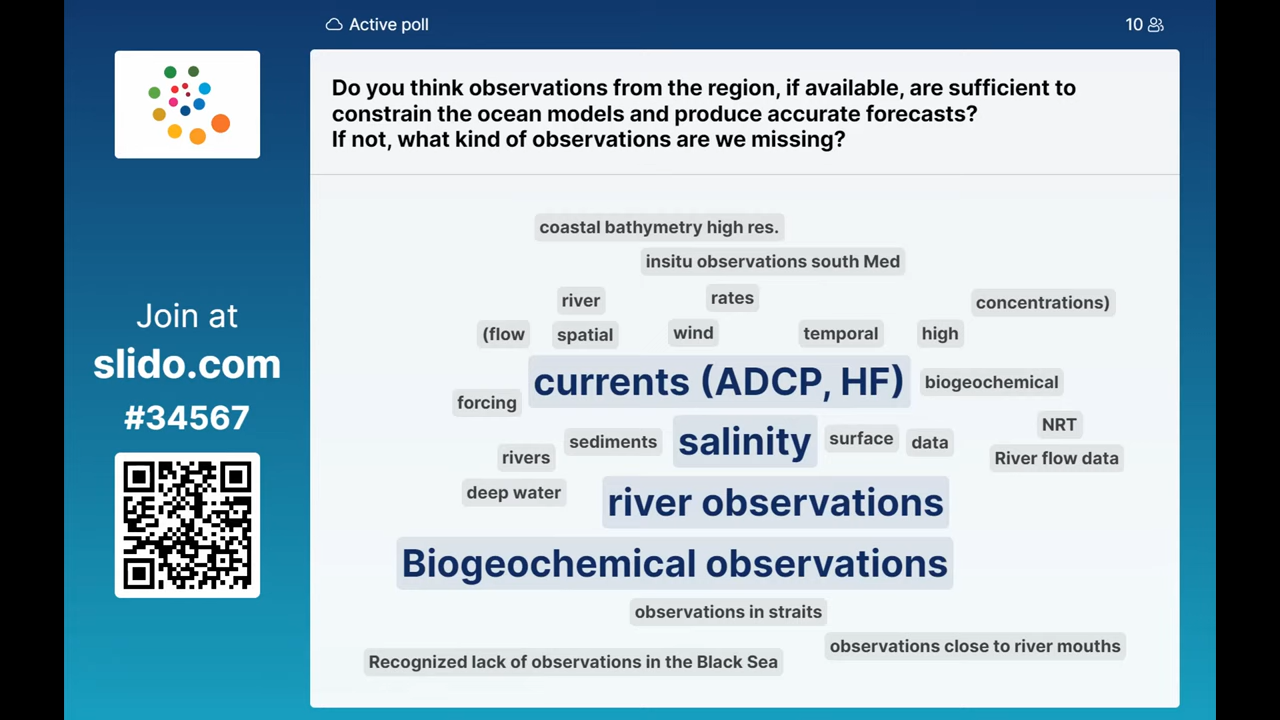 Active poll
10
Do you think observations from the region, if available, are sufficient to
constrain the ocean models and produce accurate forecasts?
If not, what kind of observations are we missing?
Join at
slido.com
#34567
coastal bathymetry high res.
insitu observations south Med
river
rates
concentrations)
(flow
spatial
wind
temporal
high
currents (ADCP, HF)
biogeochemical
forcing
NRT
sediments
salinity
surface
data
rivers
River flow data
deep water
river observations
Biogeochemical observations
observations in straits
observations close to river mouths
Recognized lack of observations in the Black Sea